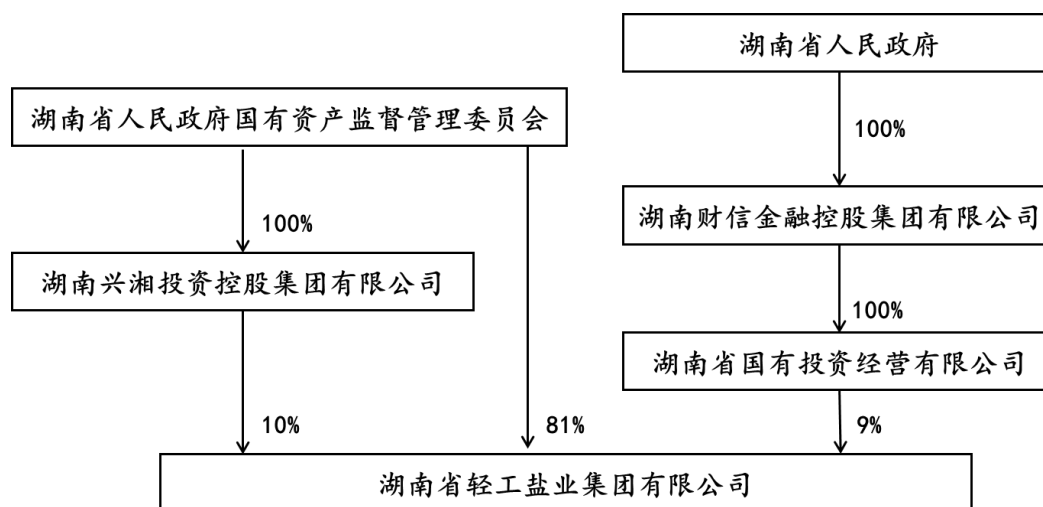 湖南省人民政府
湖南省人民政府国有资产监督管理委员会
100%
湖南财信金融控股集团有限公司
100%
湖南兴湘投资控股集团有限公司
100%
湖南省国有投资经营有限公司
10%
81%
9%
湖南省轻工盐业集团有限公司